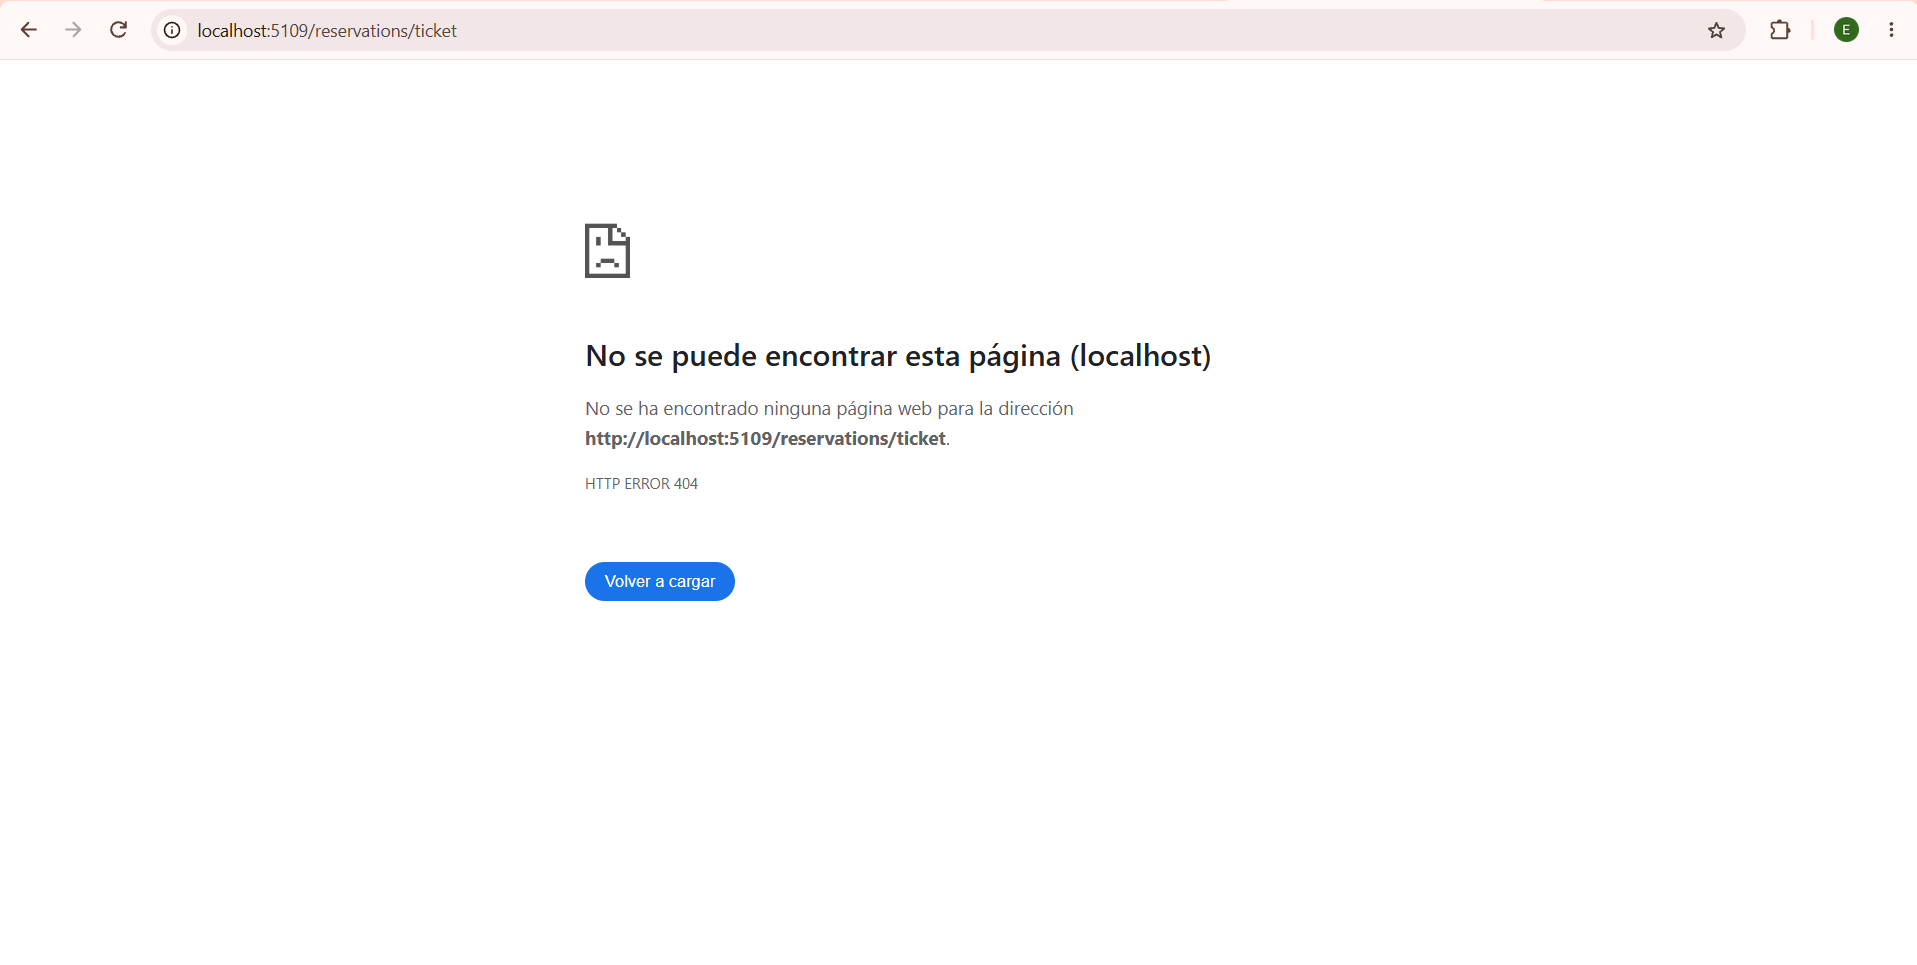 localhost:5109/reservations/ticket
E
No se puede encontrar esta página (localhost)
No se ha encontrado ninguna página web para la dirección
http://localhost:5109/reservations/ticket.
HTTP ERROR 404
Volver a cargar